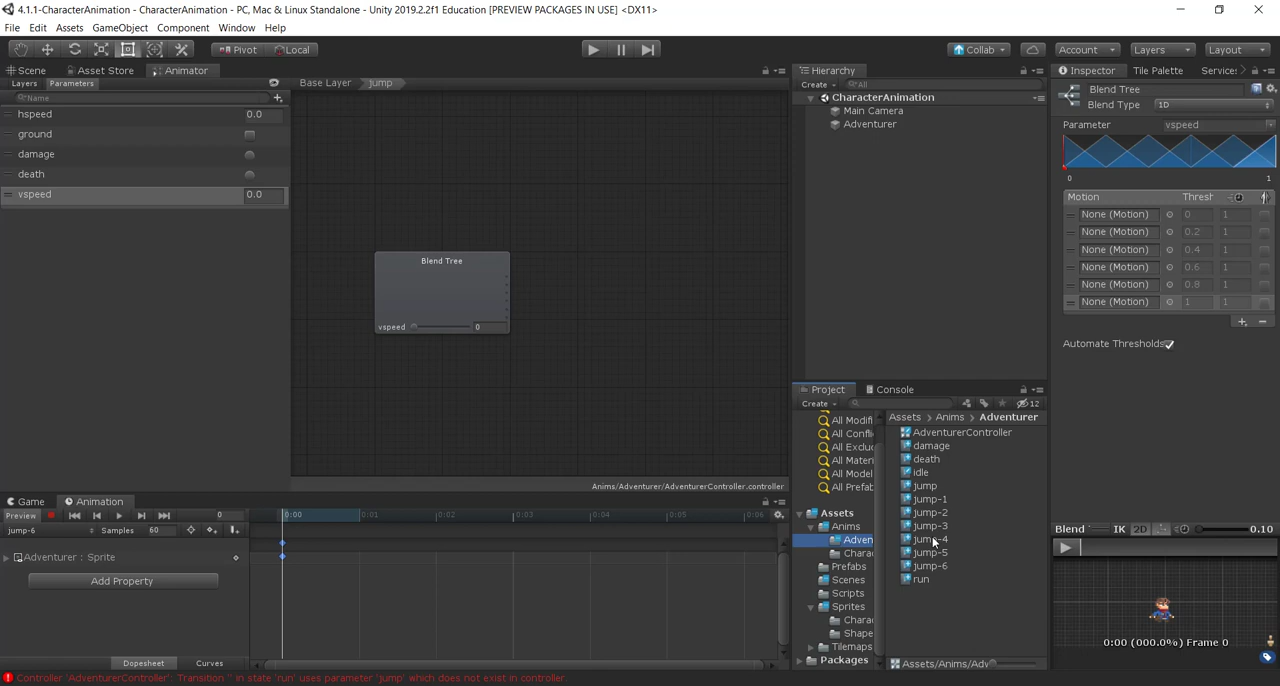 4.1.1-CharacterAnimation - CharacterAnimation - PC, Mac & Linux Standalone - Unity 2019.2.2f1 Education [PREVIEW PACKAGES IN USE] <DX11>
File Edit Assets GameObject Component Window Help
Pivot Local Collab Account Layers Layout
Scene Asset Store Animator
Layers Parameters
Name
hspeed 0.0
ground
damage
death
vspeed 0.0
Base Layer jump
Blend Tree
vspeed 0
Anims/Adventurer/AdventurerController.controller
Game Animation
Preview 0
jump-6 Samples 60
0:00 0:01 0:02 0:03 0:04 0:05 0:06
Adventurer : Sprite
Add Property
Dopesheet Curves
Hierarchy
Create All
CharacterAnimation
Main Camera
Adventurer
Project Console
Create 12
All Modifi
All Confli
All Exclu
All Materi
All Model
All Prefab
Assets
Anims
Adven
Chara
Prefabs
Scenes
Scripts
Sprites
Chara
Shape
Tilemaps
Packages
Assets > Anims > Adventurer
AdventurerController
damage
death
idle
jump
jump-1
jump-2
jump-3
jump-4
jump-5
jump-6
run
Assets/Anims/Adv
Inspector Tile Palette Services
Blend Tree
Blend Type 1D
Parameter vspeed
0 1
Motion Thresh
None (Motion) 0 1
None (Motion) 0.2 1
None (Motion) 0.4 1
None (Motion) 0.6 1
None (Motion) 0.8 1
None (Motion) 1 1
Automate Thresholds
Blend IK 2D 0.10
0:00 (000.0%) Frame 0
Controller 'AdventurerController': Transition '' in state 'run' uses parameter 'jump' which does not exist in controller.